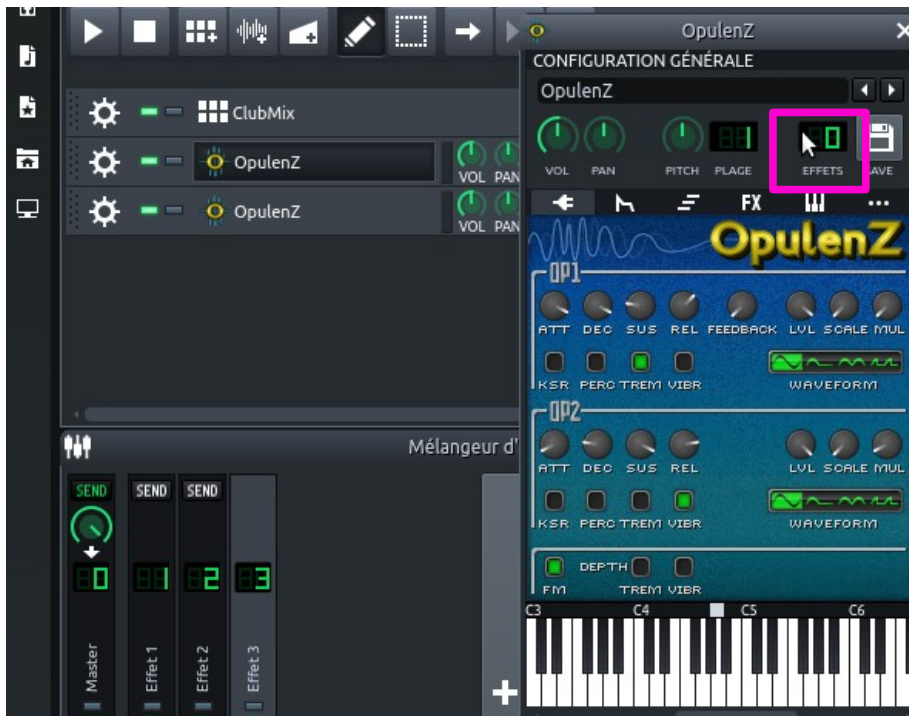 OpulenZ
CONFIGURATION GÉNÉRALE
OpulenZ
ClubMix
OpulenZ
VOL PAN
OpulenZ
VOL PAN
1
0
VOL PAN PITCH PLAGE EFFETS SAVE
FX
OpulenZ
OP1
ATT DEC SUS REL FEEDBACK LVL SCALE MUL
KSR PERC TREM VIBR WAVEFORM
OP2
ATT DEC SUS REL LVL SCALE MUL
KSR PERC TREM VIBR WAVEFORM
DEPTH
FM TREM VIBR
C3 C4 C5 C6
Mélangeur d'
SEND SEND SEND
0 1 2 3
Master
Effet 1
Effet 2
Effet 3